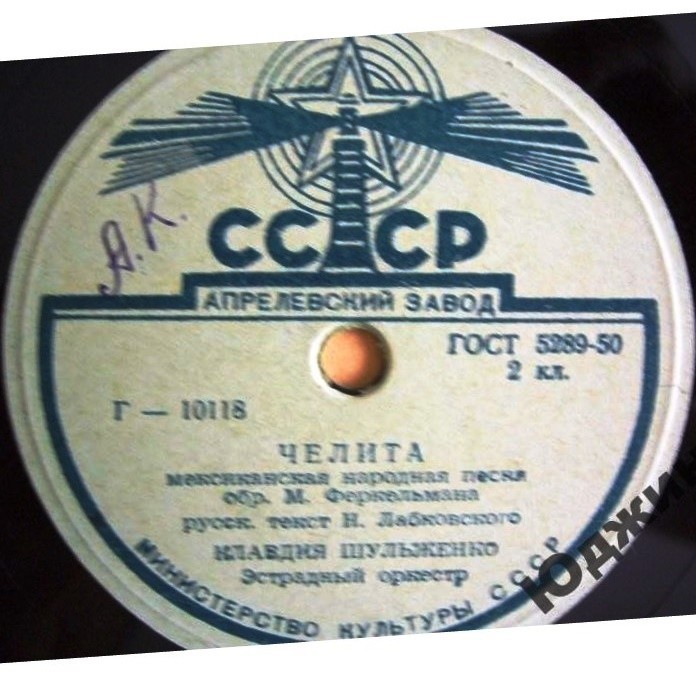 А.К.
СССР
АПРЕЛЕВСКИЙ ЗАВОД
ГОСТ 5289-50
2 кл.
Г — 10118
ЧЕЛИТА
мексиканская народная песня
обр. М. Феркельмана
русск. текст Н. Лабковского
КЛАВДИЯ ШУЛЬЖЕНКО
Эстрадный оркестр
МИНИСТЕРСТВО КУЛЬТУРЫ СССР